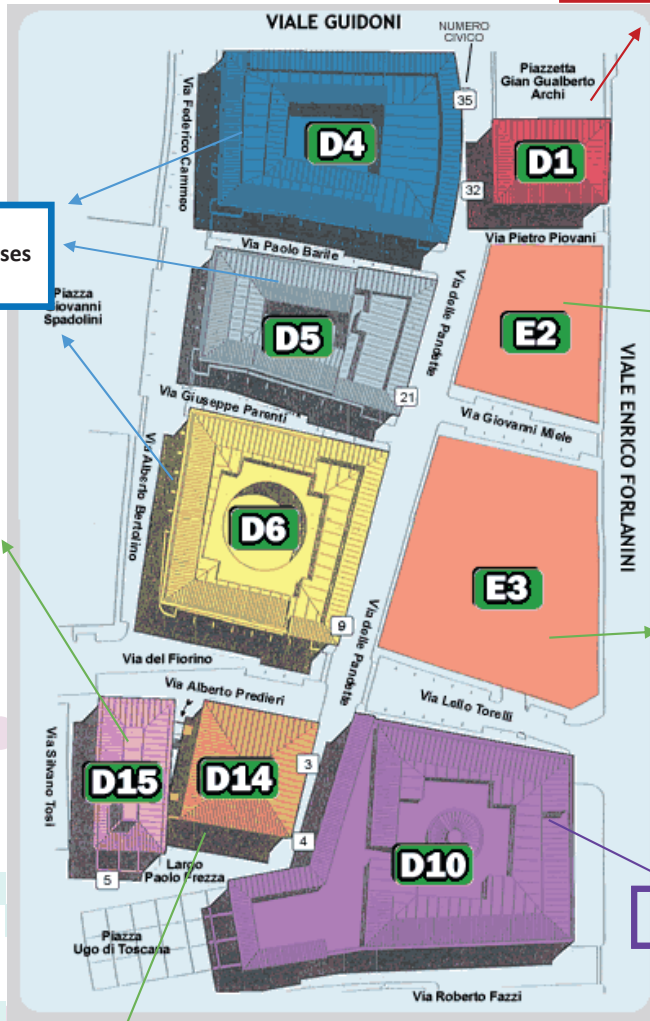 VIALE GUIDONI
NUMERO
CIVICO
Piazzetta
Gian Gualberto
Archi
Via Federico Cammeo
35
D4
D1
32
ses
Via Paolo Barile
Via Pietro Piovani
Piazza
Giovanni
Spadolini
Via delle Pandette
D5
E2
VIALE ENRICO FORLANINI
21
Via Giuseppe Parenti
Via Giovanni Miele
Via Alberto Bertolino
D6
E3
9
Via delle Pandette
Via del Fiorino
Via Alberto Predieri
Via Lello Torelli
Via Silvano Tosi
D15
D14
3
4
D10
5
Largo
Paolo Frezza
Piazza
Ugo di Toscana
Via Roberto Fazzi